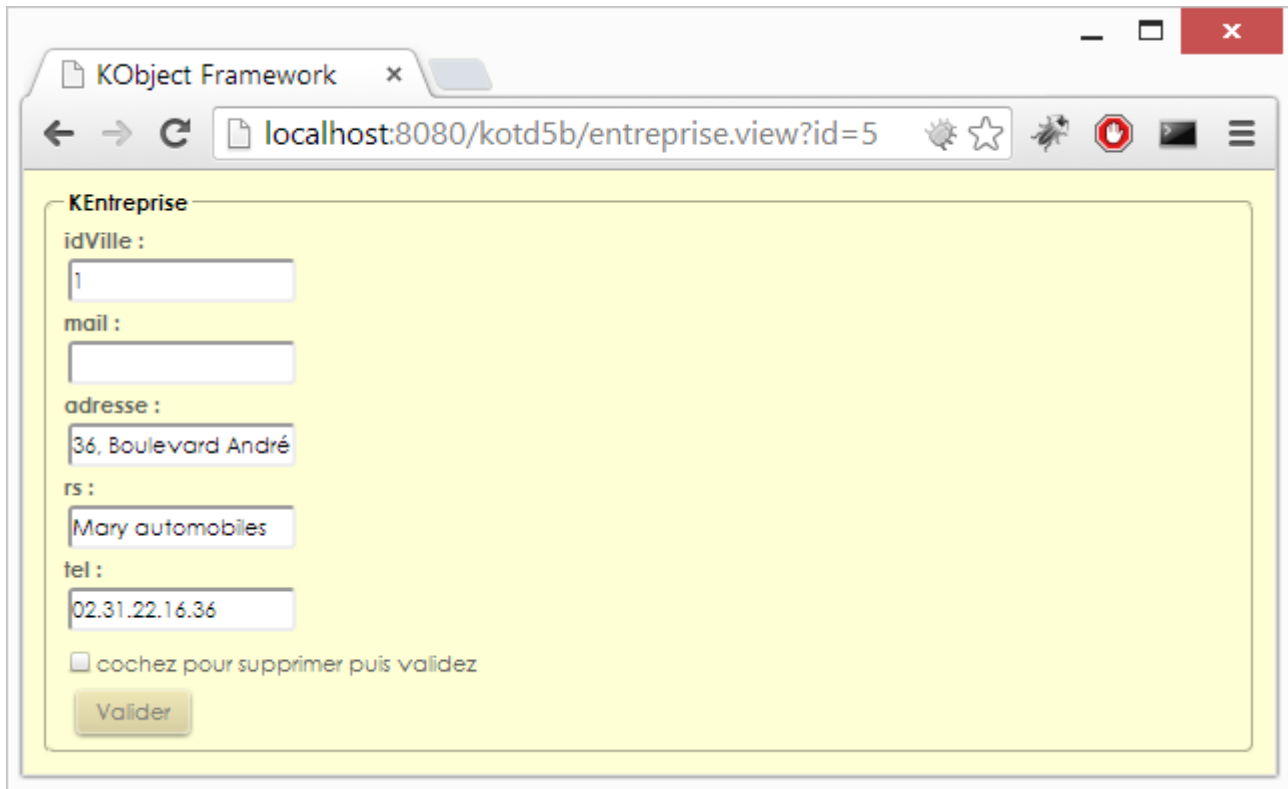 KObject Framework
localhost:8080/kotd5b/entreprise.view?id=5
KEntreprise
idVille :
1
mail :
adresse :
36, Boulevard André
rs :
Mary automobiles
tel :
02.31.22.16.36
cochez pour supprimer puis validez
Valider